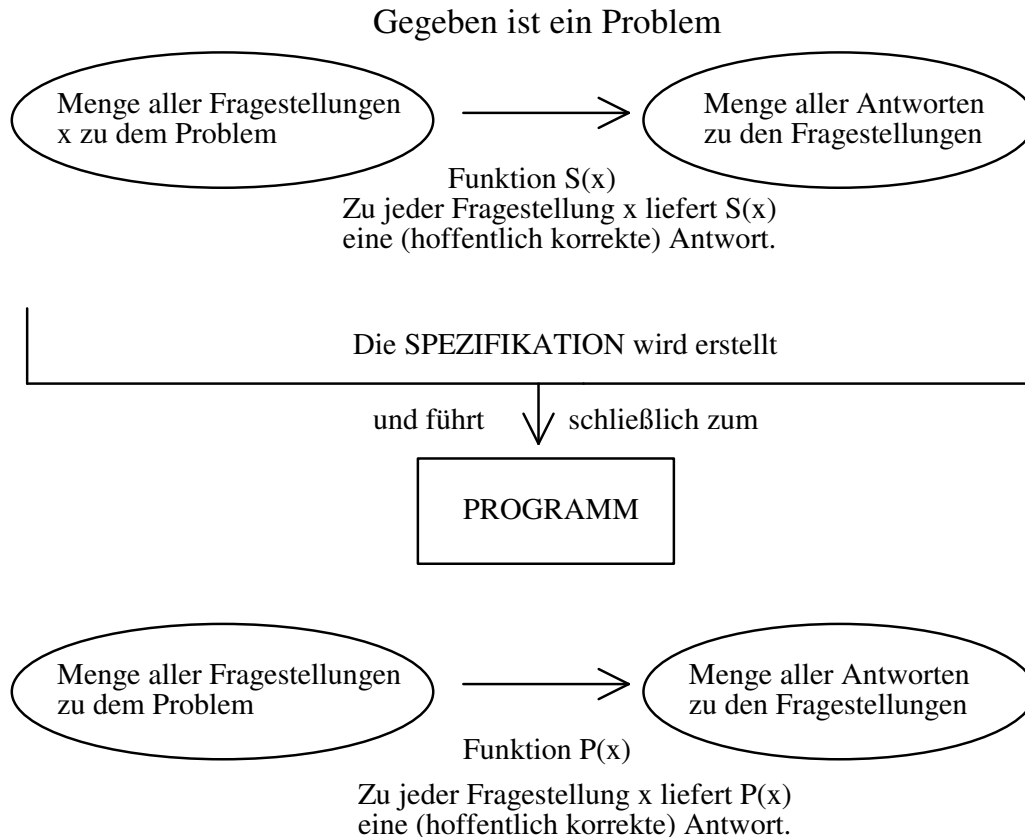 Gegeben ist ein Problem
Menge aller Fragestellungen
x zu dem Problem
Menge aller Antworten
zu den Fragestellungen
Funktion S(x)
Zu jeder Fragestellung x liefert S(x)
eine (hoffentlich korrekte) Antwort.
Die SPEZIFIKATION wird erstellt
und führt schließlich zum
PROGRAMM
Menge aller Fragestellungen
zu dem Problem
Menge aller Antworten
zu den Fragestellungen
Funktion P(x)
Zu jeder Fragestellung x liefert P(x)
eine (hoffentlich korrekte) Antwort.